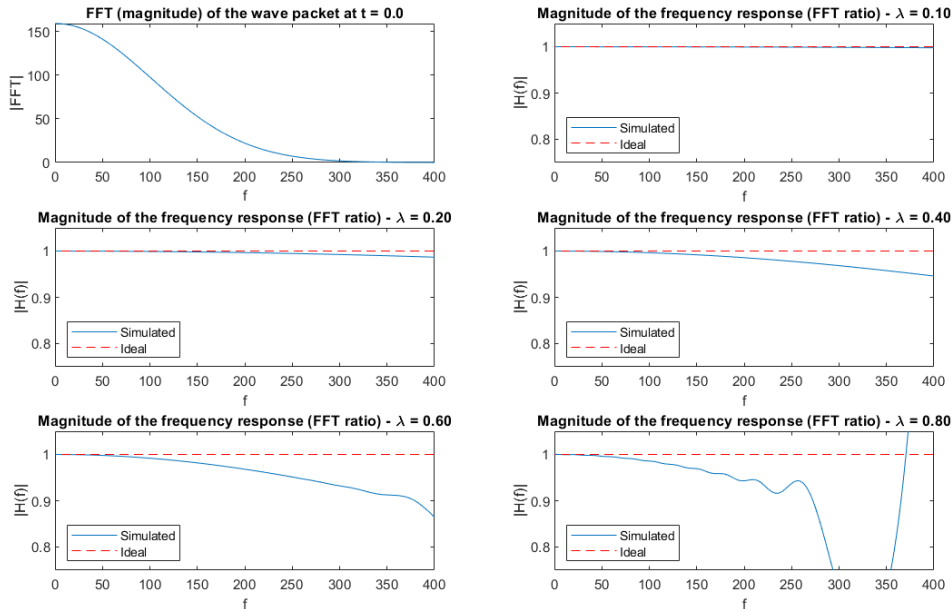 FFT (magnitude) of the wave packet at t = 0.0
|FFT|
150
100
50
0
0 50 100 150 200 250 300 350 400
f
Magnitude of the frequency response (FFT ratio) - λ = 0.10
|H(f)|
1
0.9
0.8
Simulated
Ideal
0 50 100 150 200 250 300 350 400
f
Magnitude of the frequency response (FFT ratio) - λ = 0.20
|H(f)|
1
0.9
0.8
Simulated
Ideal
0 50 100 150 200 250 300 350 400
f
Magnitude of the frequency response (FFT ratio) - λ = 0.40
|H(f)|
1
0.9
0.8
Simulated
Ideal
0 50 100 150 200 250 300 350 400
f
Magnitude of the frequency response (FFT ratio) - λ = 0.60
|H(f)|
1
0.9
0.8
Simulated
Ideal
0 50 100 150 200 250 300 350 400
f
Magnitude of the frequency response (FFT ratio) - λ = 0.80
|H(f)|
1
0.9
0.8
Simulated
Ideal
0 50 100 150 200 250 300 350 400
f